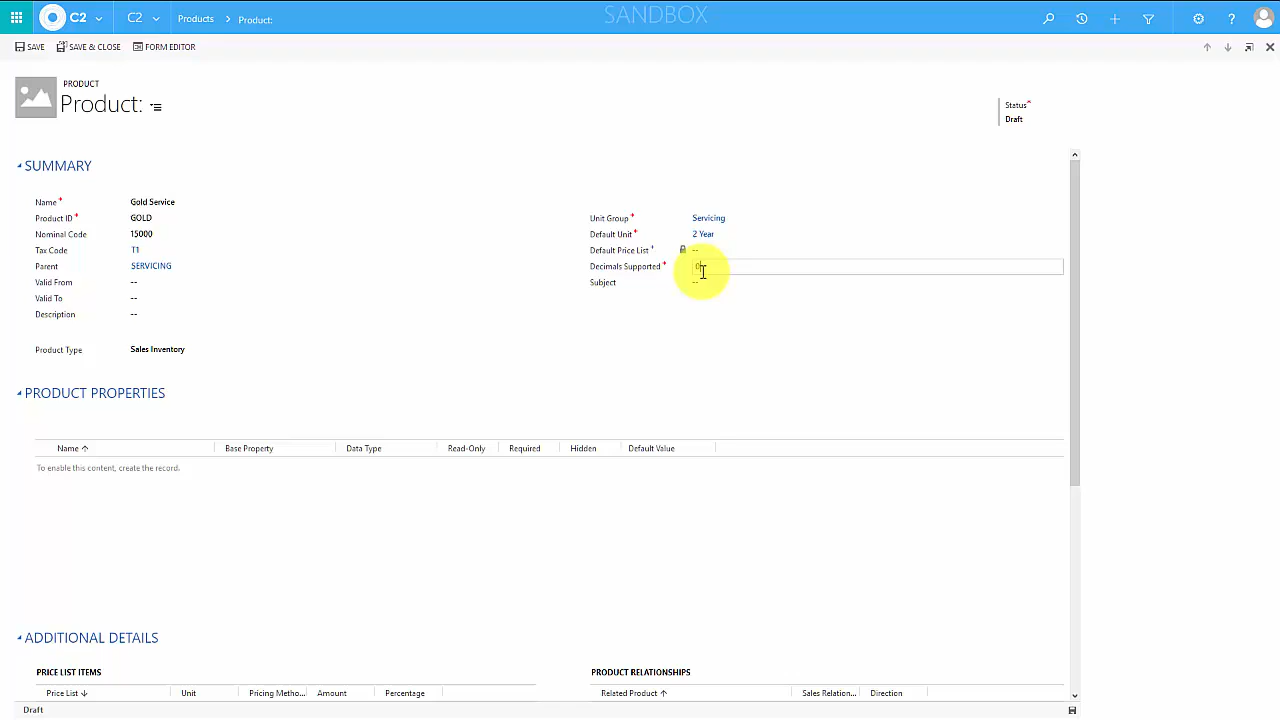 C2 C2 Products Product: SANDBOX
SAVE SAVE & CLOSE FORM EDITOR
PRODUCT
Product:
Status*
Draft
SUMMARY
Name* Gold Service
Product ID* GOLD Unit Group* Servicing
Nominal Code 15000 Default Unit* 2 Year
Tax Code T1 Default Price List+ --
Parent SERVICING Decimals Supported* 0
Valid From -- Subject --
Valid To --
Description --
Product Type Sales Inventory
PRODUCT PROPERTIES
Name Base Property Data Type Read-Only Required Hidden Default Value
To enable this content, create the record.
ADDITIONAL DETAILS
PRICE LIST ITEMS PRODUCT RELATIONSHIPS
Price List Unit Pricing Metho... Amount Percentage Related Product Sales Relation... Direction
Draft